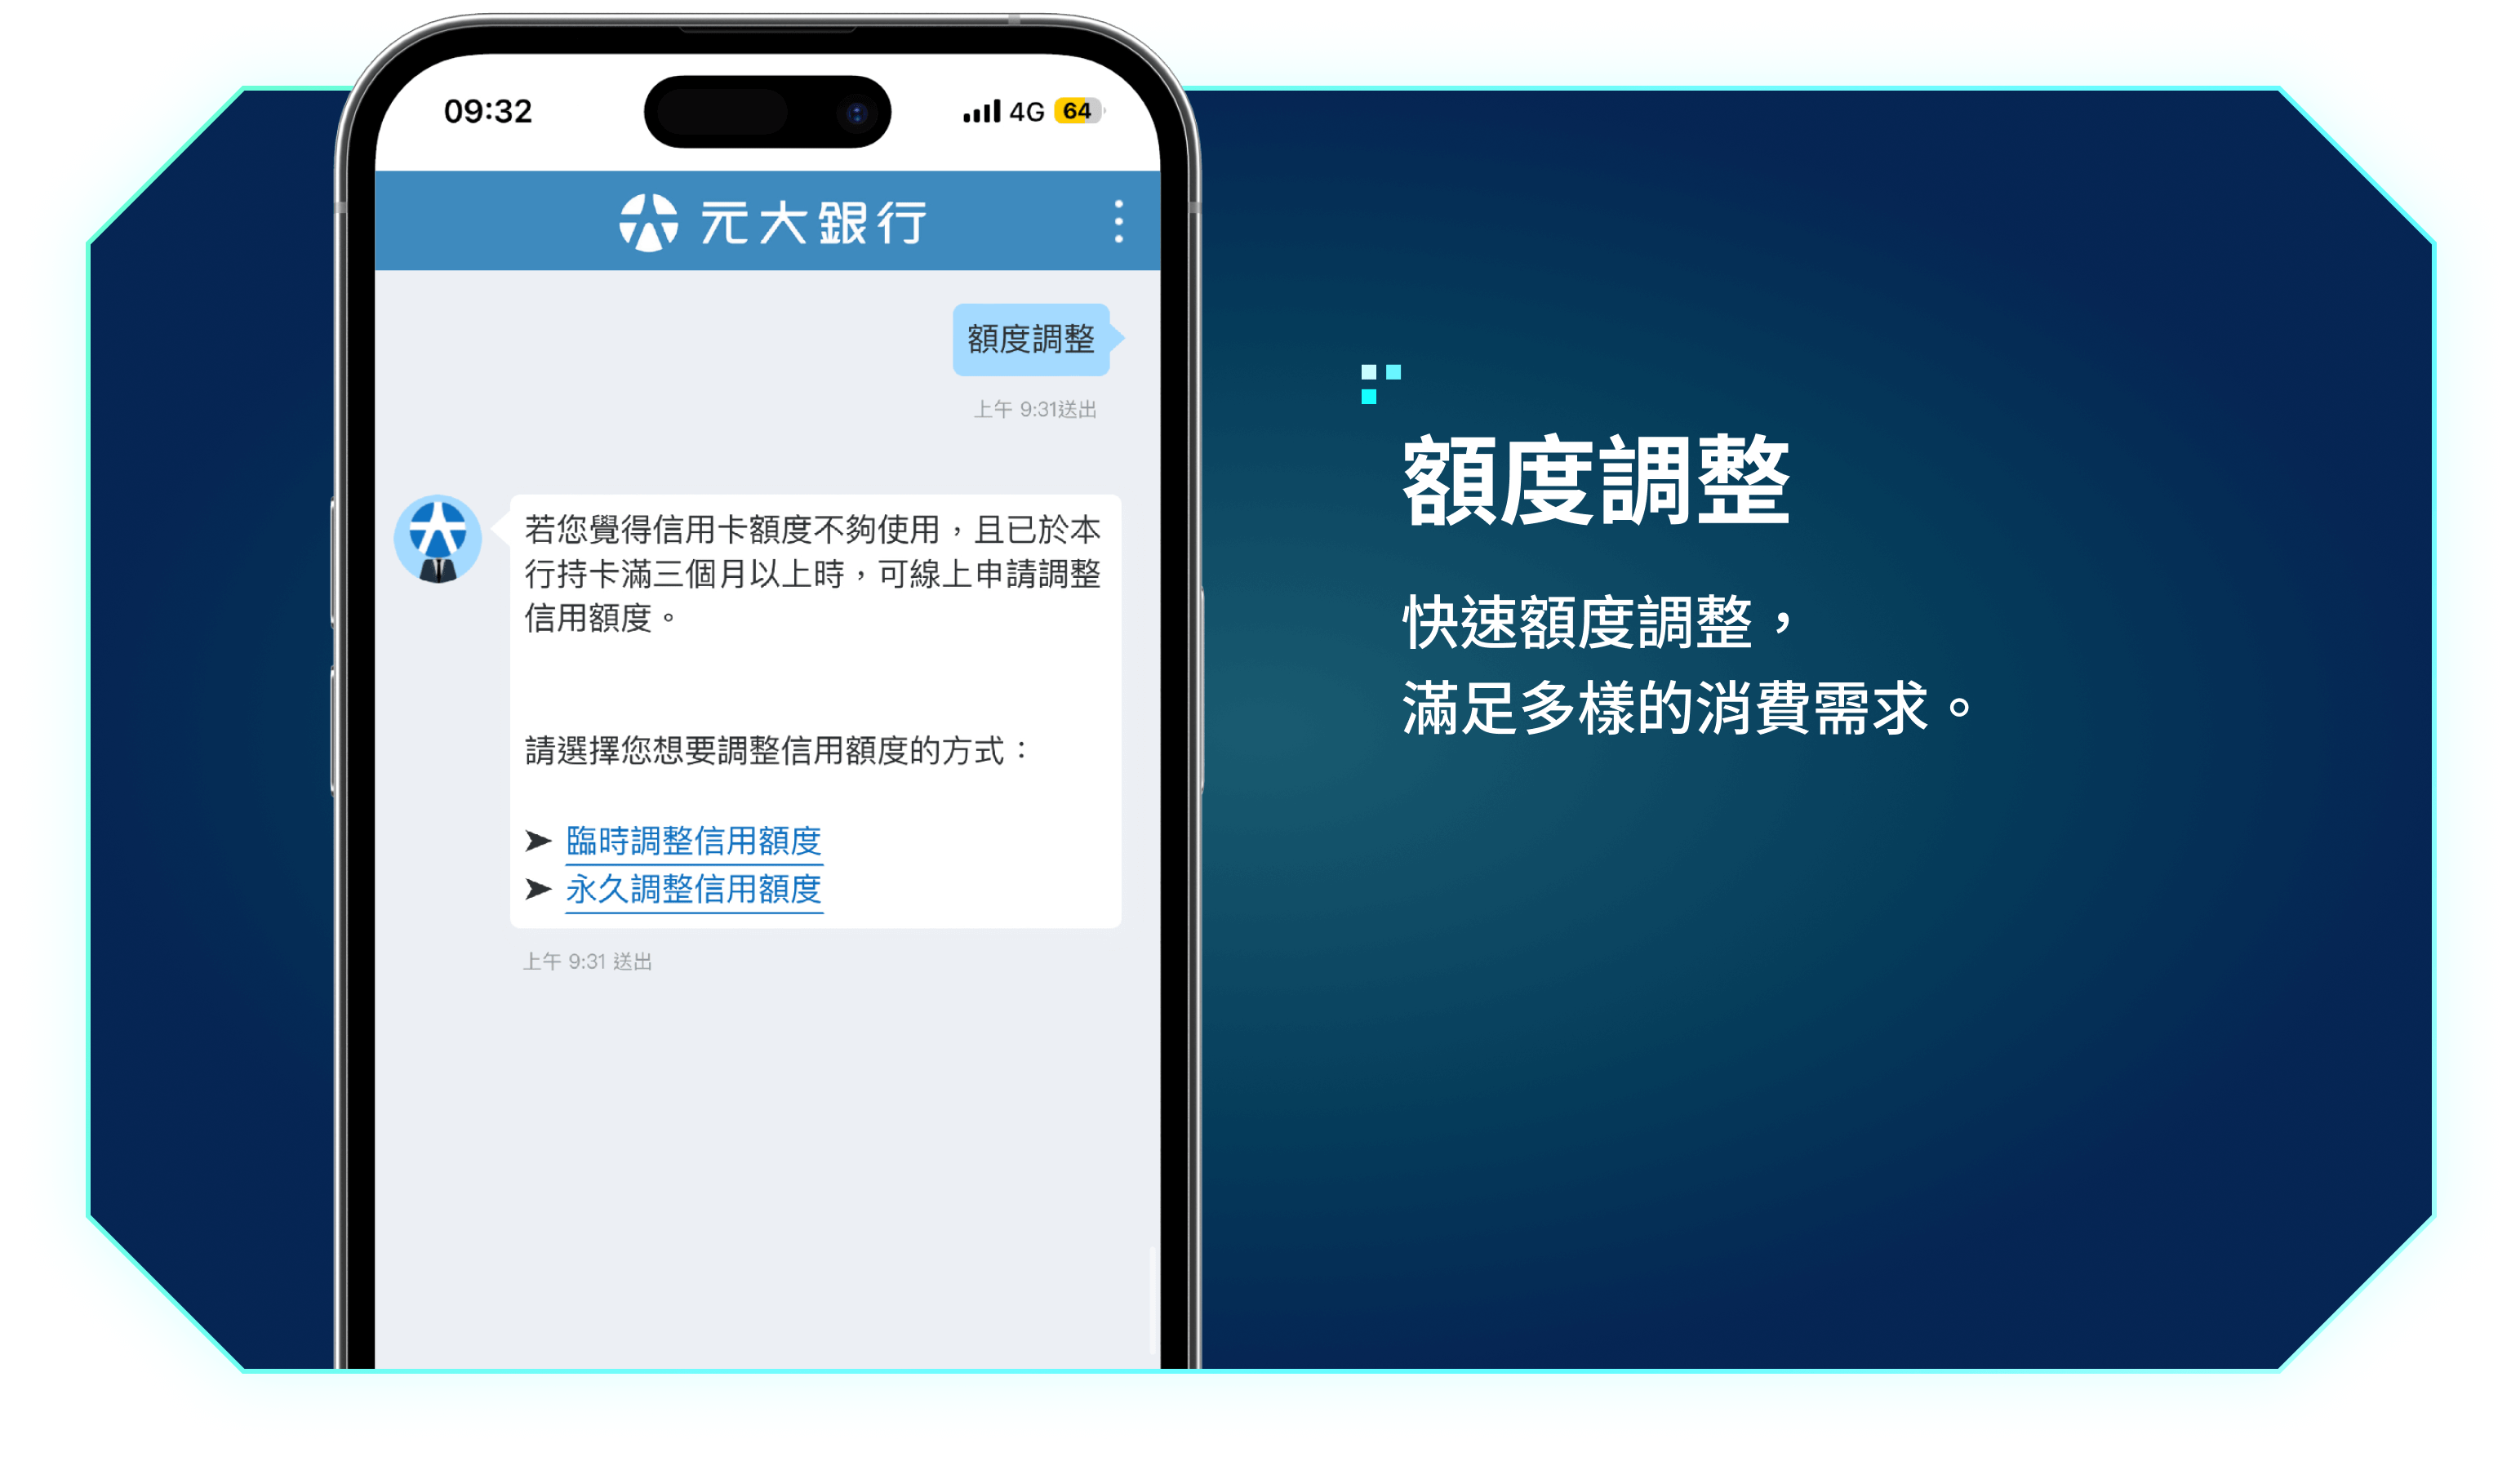 09:32
4G 64
元大銀行
額度調整
上午 9:31送出
若您覺得信用卡額度不夠使用，且已於本
行持卡滿三個月以上時，可線上申請調整
信用額度。
請選擇您想要調整信用額度的方式：
➤ 臨時調整信用額度
➤ 永久調整信用額度
上午 9:31 送出
額度調整
快速額度調整，
滿足多樣的消費需求。